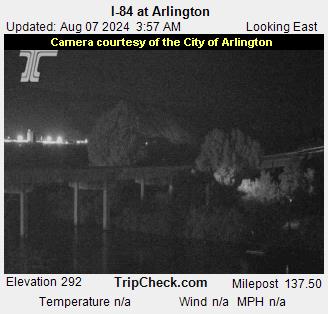 I-84 at Arlington
Updated: Aug 07 2024 3:57 AM Looking East
Camera courtesy of the City of Arlington
Elevation 292 TripCheck.com Milepost 137.50
Temperature n/a Wind n/a MPH n/a